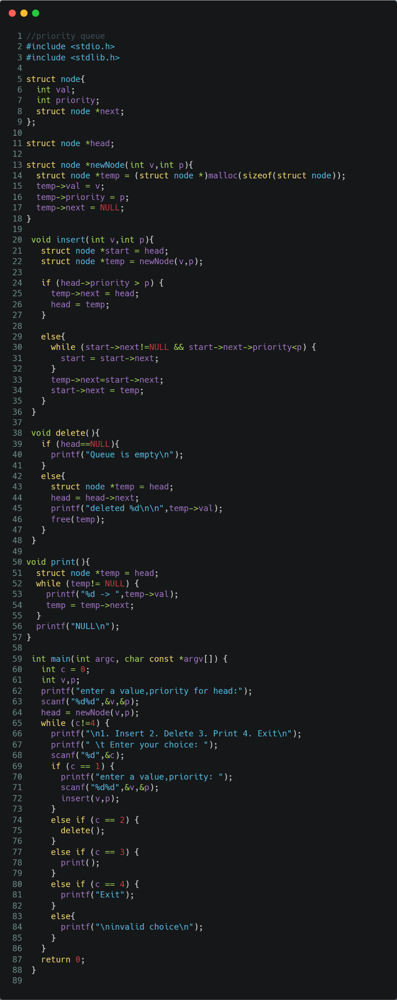 1 //priority queue
2 #include <stdio.h>
3 #include <stdlib.h>
4
5 struct node{
6   int val;
7   int priority;
8   struct node *next;
9 };
10
11 struct node *head;
12
13 struct node *newNode(int v,int p){
14   struct node *temp = (struct node *)malloc(sizeof(struct node));
15   temp->val = v;
16   temp->priority = p;
17   temp->next = NULL;
18 }
19
20  void insert(int v,int p){
21    struct node *start = head;
22    struct node *temp = newNode(v,p);
23
24    if (head->priority > p) {
25      temp->next = head;
26      head = temp;
27    }
28
29    else{
30      while (start->next!=NULL && start->next->priority<p) {
31        start = start->next;
32      }
33      temp->next=start->next;
34      start->next = temp;
35    }
36  }
37
38  void delete(){
39    if (head==NULL){
40      printf("Queue is empty\n");
41    }
42    else{
43      struct node *temp = head;
44      head = head->next;
45      printf("deleted %d\n\n",temp->val);
46      free(temp);
47    }
48  }
49
50 void print(){
51   struct node *temp = head;
52   while (temp!= NULL) {
53     printf("%d -> ",temp->val);
54     temp = temp->next;
55   }
56   printf("NULL\n");
57 }
58
59  int main(int argc, char const *argv[]) {
60    int c = 0;
61    int v,p;
62    printf("enter a value,priority for head:");
63    scanf("%d%d",&v,&p);
64    head = newNode(v,p);
65    while (c!=4) {
66      printf("\n1. Insert 2. Delete 3. Print 4. Exit\n");
67      printf(" \t Enter your choice: ");
68      scanf("%d",&c);
69      if (c == 1) {
70        printf("enter a value,priority: ");
71        scanf("%d%d",&v,&p);
72        insert(v,p);
73      }
74      else if (c == 2) {
75        delete();
76      }
77      else if (c == 3) {
78        print();
79      }
80      else if (c == 4) {
81        printf("Exit");
82      }
83      else{
84        printf("\ninvalid choice\n");
85      }
86    }
87    return 0;
88  }
89